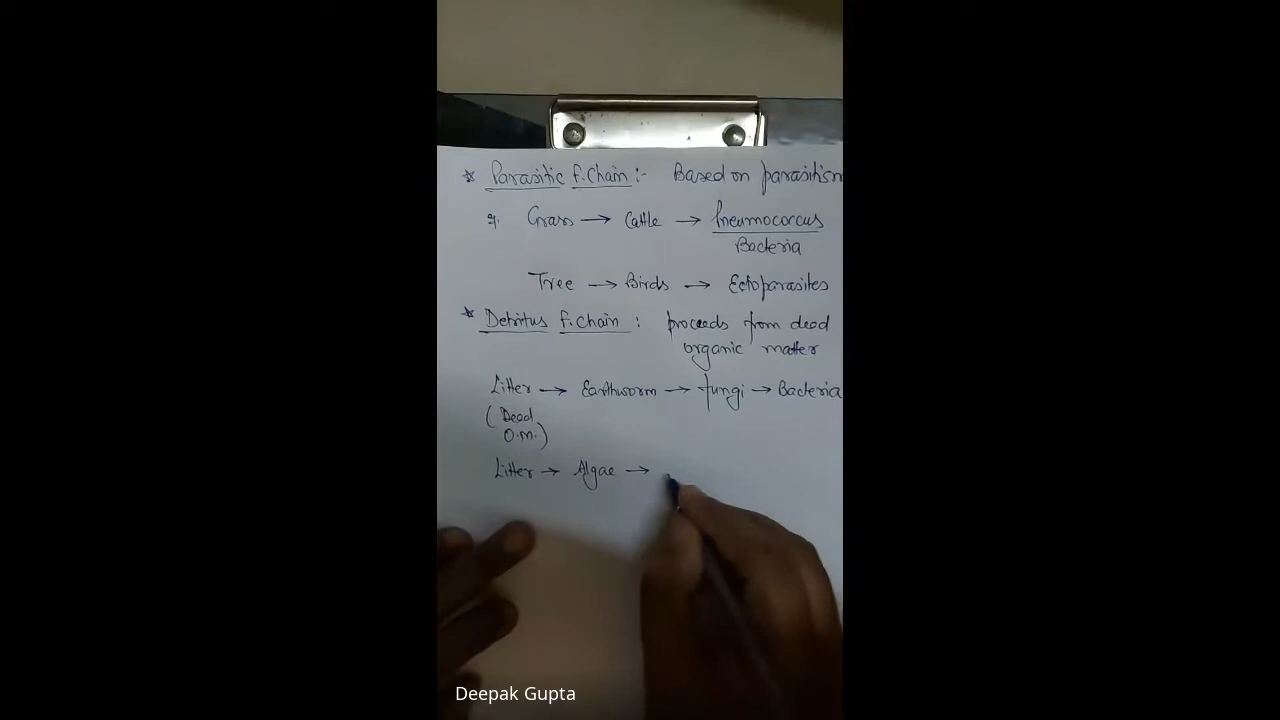 * Parasitic f. Chain :- Based on parasitism
eg. Grass → Cattle → Pneumococcus
Bacteria
Tree → Birds → Ectoparasites
* Detritus f. Chain : proceeds from dead
organic matter
Litter → Earthworm → fungi → Bacteria
(Dead
O.M.)
Litter → Algae →
Deepak Gupta